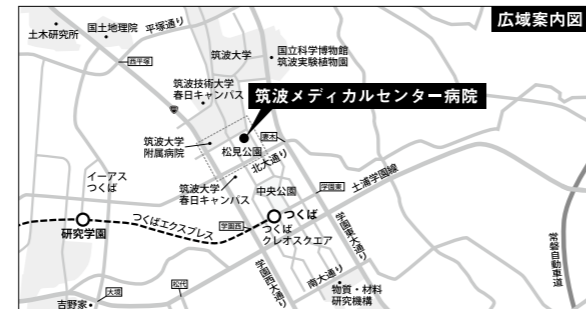 広域案内図
国土地理院
土木研究所
平塚通り
西平塚
筑波大学
国立科学博物館
筑波実験植物園
筑波技術大学
春日キャンパス
筑波メディカルセンター病院
筑波大学
附属病院
松見公園
妻木
北大通り
イーアス
つくば
筑波大学
春日キャンパス
中央公園
学園東
土浦学園線
つくばエクスプレス
研究学園
学園西
つくば
つくば
クレオスクエア
学園東大通り
学園西大通り
南大通り
常磐自動車道
物質・材料
研究機構
松代
大塚
吉野家